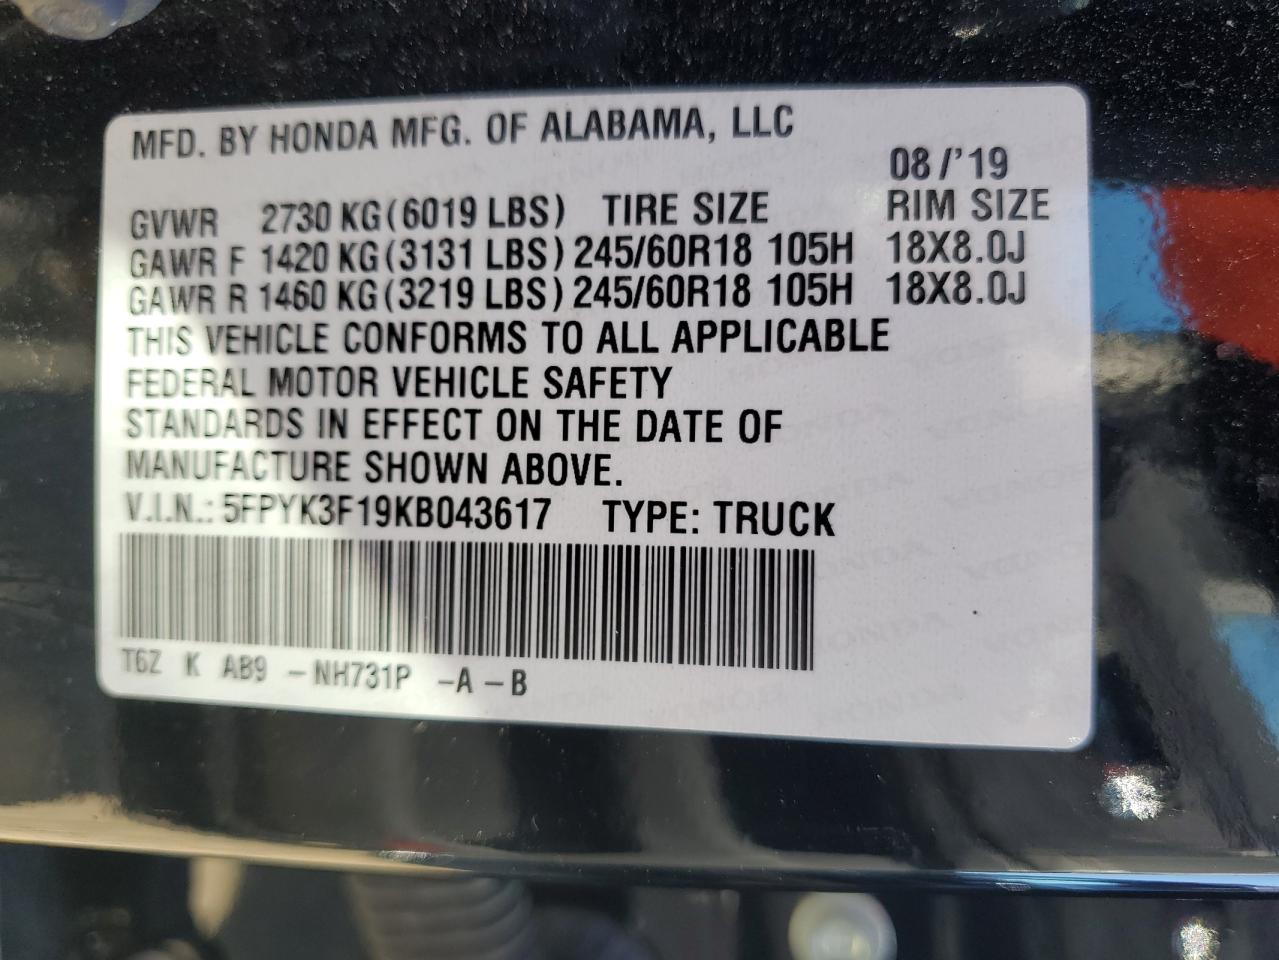 MFD. BY HONDA MFG. OF ALABAMA, LLC
08/'19
GVWR 2730 KG(6019 LBS) TIRE SIZE RIM SIZE
GAWR F 1420 KG(3131 LBS) 245/60R18 105H 18X8.0J
GAWR R 1460 KG(3219 LBS) 245/60R18 105H 18X8.0J
THIS VEHICLE CONFORMS TO ALL APPLICABLE
FEDERAL MOTOR VEHICLE SAFETY
STANDARDS IN EFFECT ON THE DATE OF
MANUFACTURE SHOWN ABOVE.
V.I.N.: 5FPYK3F19KB043617 TYPE: TRUCK
T6Z K AB9 -NH731P -A -B